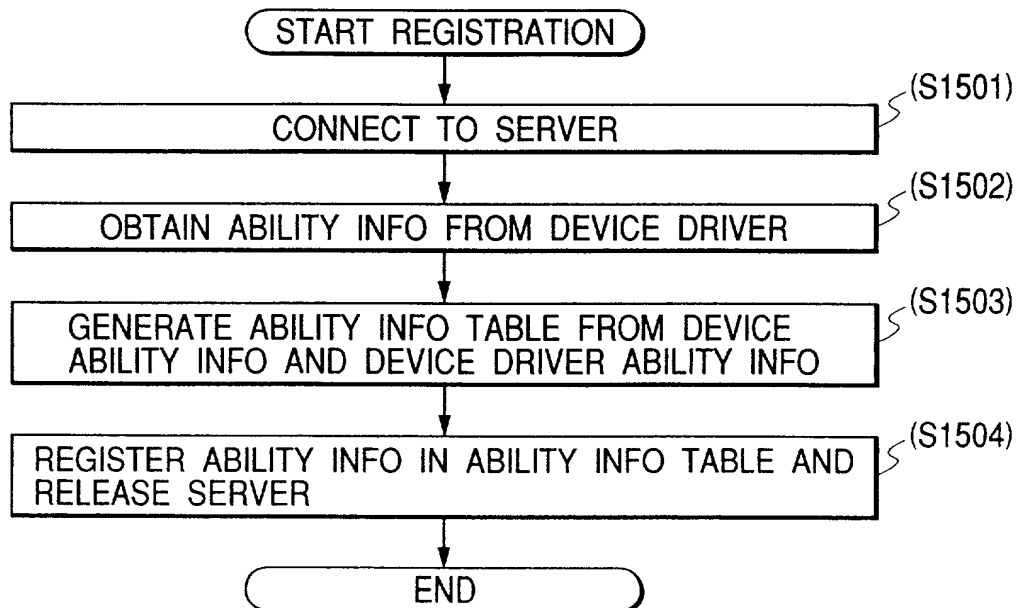 START REGISTRATION
(S1501)
CONNECT TO SERVER
(S1502)
OBTAIN ABILITY INFO FROM DEVICE DRIVER
(S1503)
GENERATE ABILITY INFO TABLE FROM DEVICE
ABILITY INFO AND DEVICE DRIVER ABILITY INFO
(S1504)
REGISTER ABILITY INFO IN ABILITY INFO TABLE AND
RELEASE SERVER
END